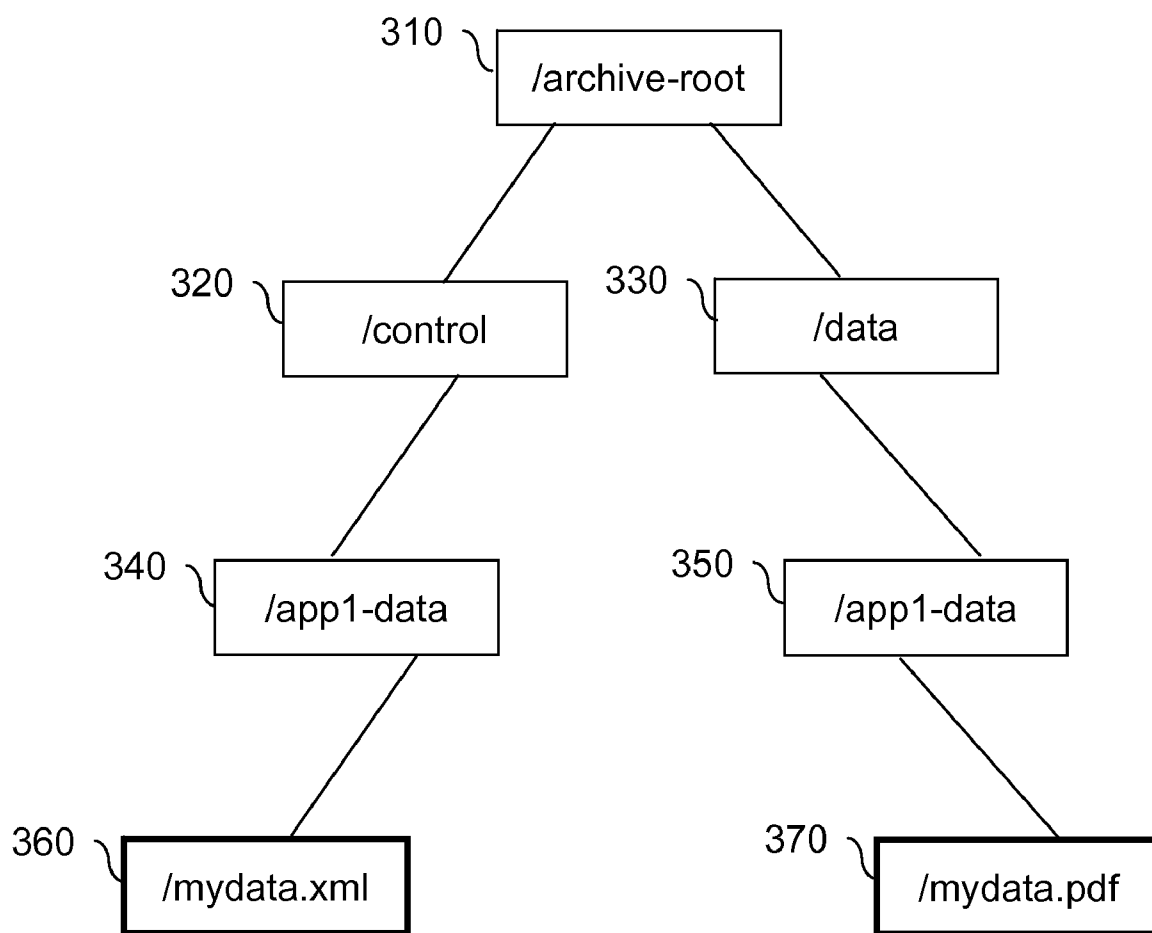 310
/archive-root
320
/control
330
/data
340
/app1-data
350
/app1-data
360
/mydata.xml
370
/mydata.pdf